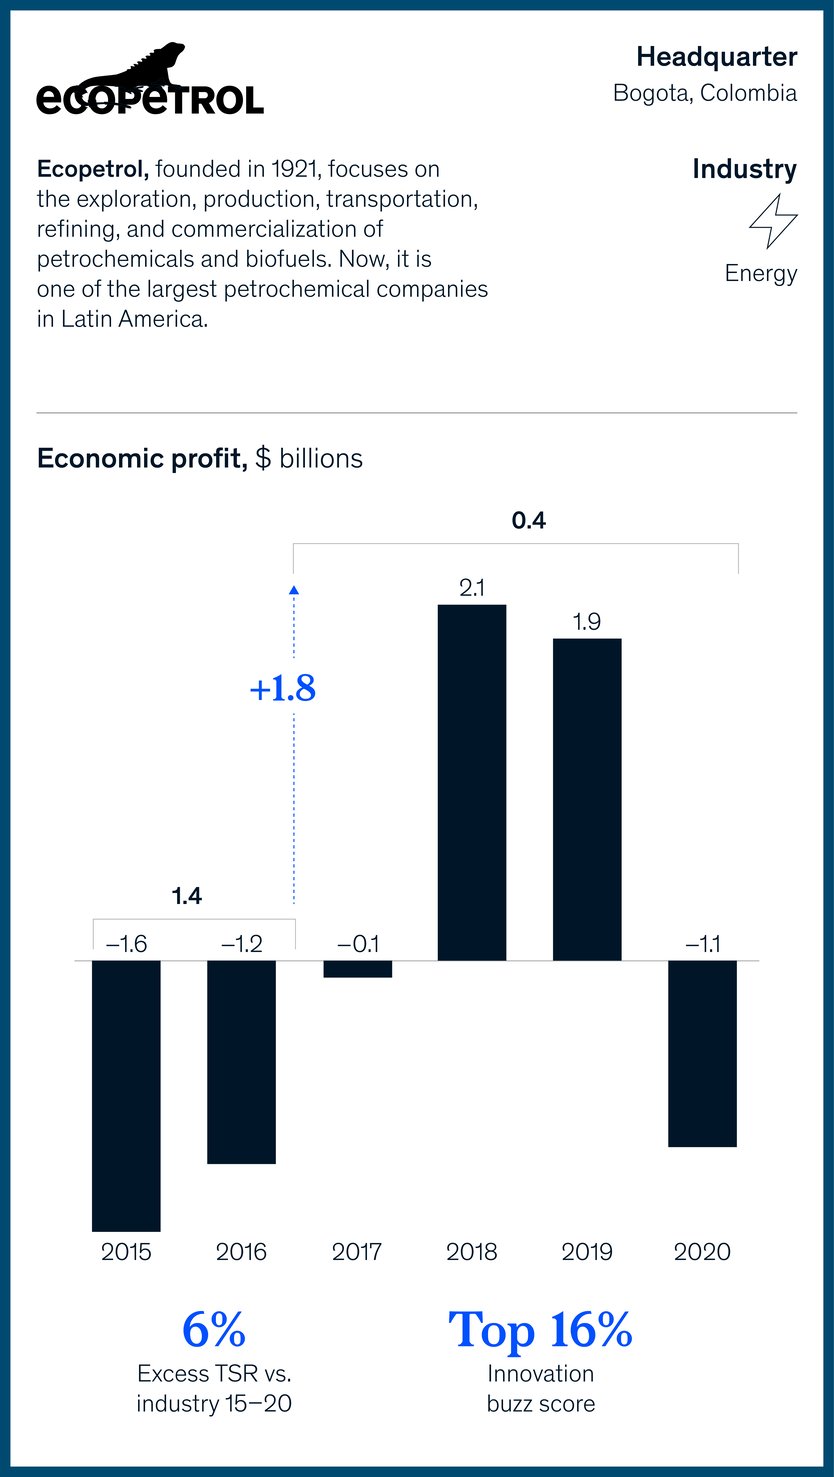 ecopeTROL
Headquarter
Bogota, Colombia
Ecopetrol, founded in 1921, focuses on
the exploration, production, transportation,
refining, and commercialization of
petrochemicals and biofuels. Now, it is
one of the largest petrochemical companies
in Latin America.
Industry
Energy
Economic profit, $ billions
0.4
2.1
1.9
+1.8
1.4
–1.6
–1.2
–0.1
–1.1
2015
2016
2017
2018
2019
2020
6%
Excess TSR vs.
industry 15–20
Top 16%
Innovation
buzz score